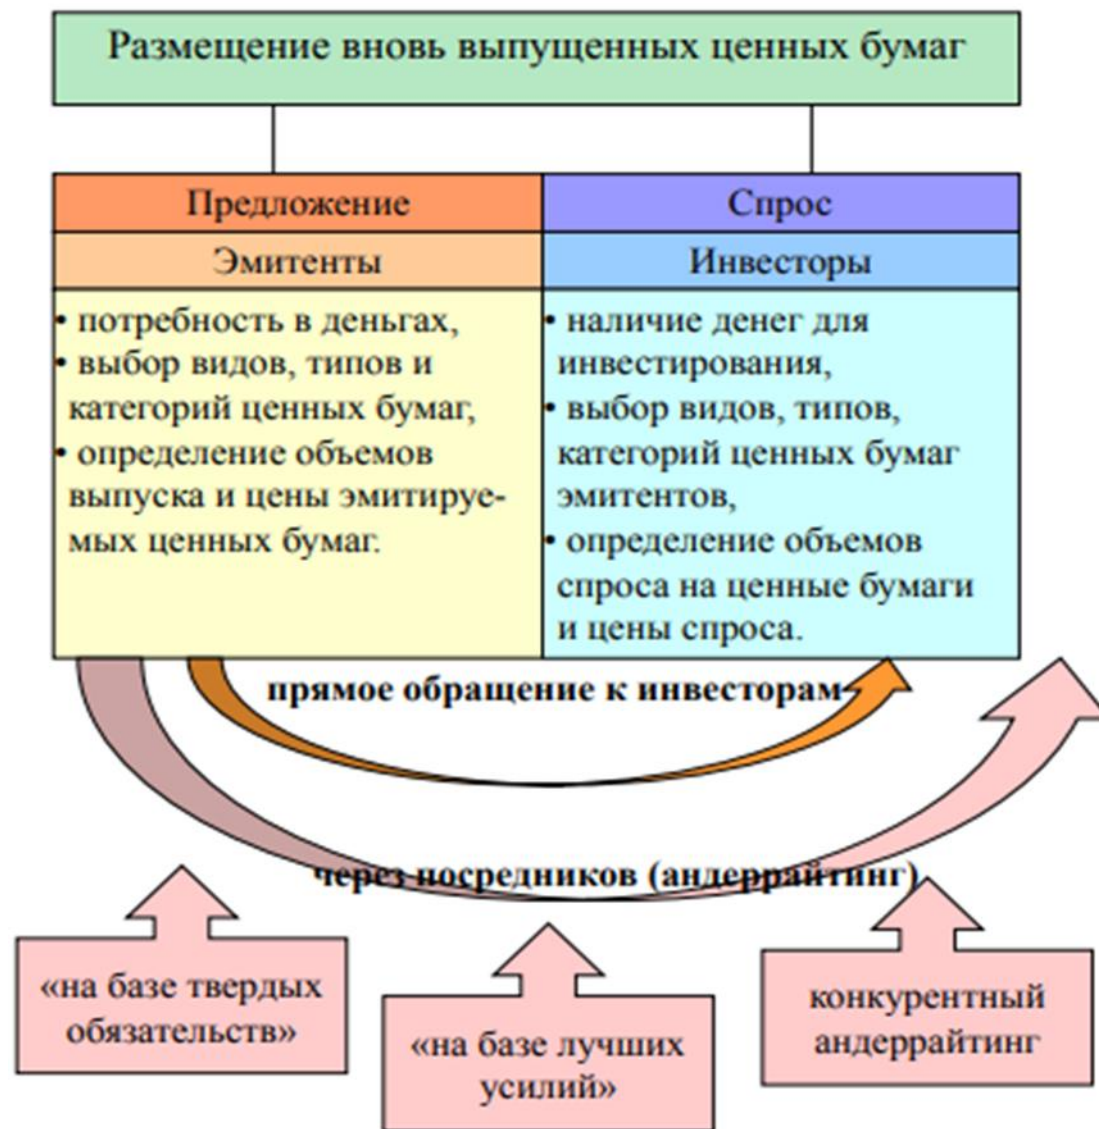 Размещение вновь выпущенных ценных бумаг
Предложение
Эмитенты
• потребность в деньгах,
• выбор видов, типов и
категорий ценных бумаг,
• определение объемов
выпуска и цены эмитируе-
мых ценных бумаг.
Спрос
Инвесторы
• наличие денег для
инвестирования,
• выбор видов, типов,
категорий ценных бумаг
эмитентов,
• определение объемов
спроса на ценные бумаги
и цены спроса.
прямое обращение к инвесторам
через посредников (андеррайтинг)
«на базе твердых
обязательств»
«на базе лучших
усилий»
конкурентный
андеррайтинг